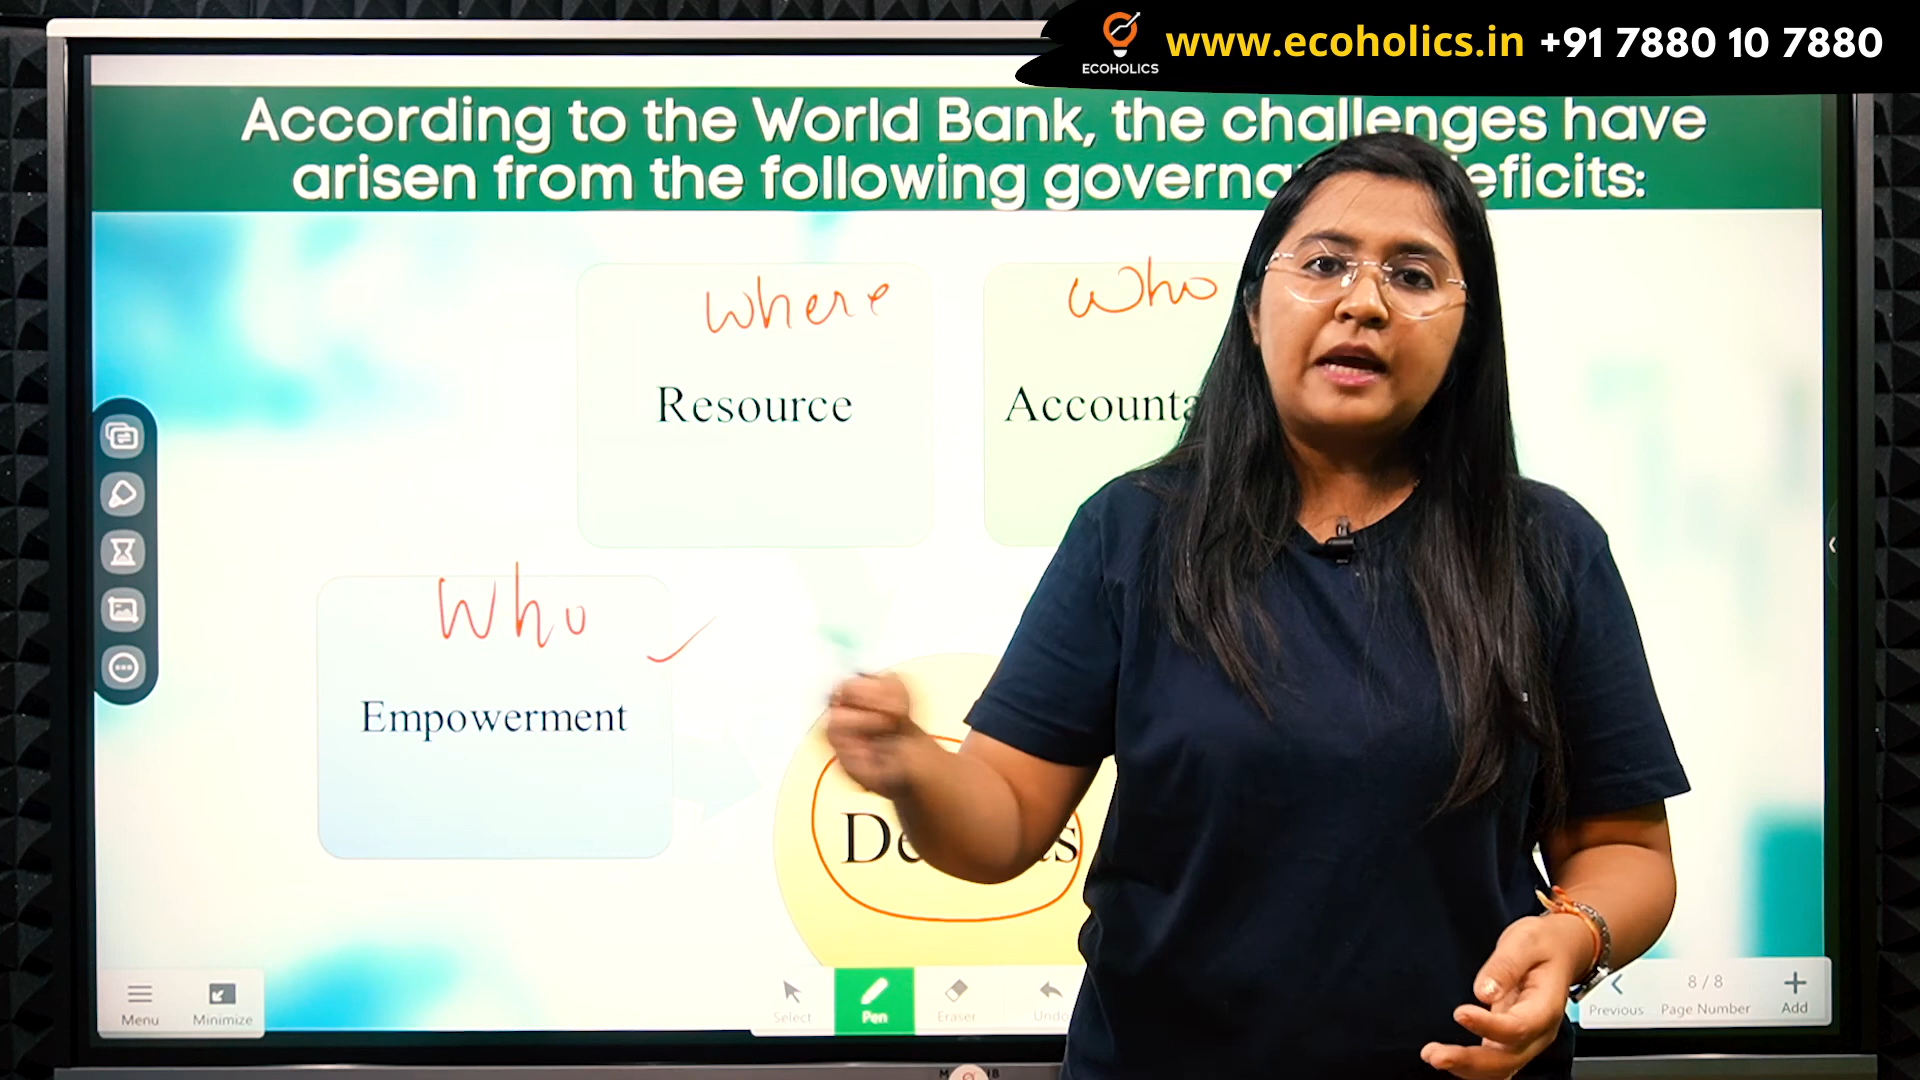 ECOHOLICS
www.ecoholics.in +91 7880 10 7880
According to the World Bank, the challenges have
arisen from the following governa eficits:
where
Who
Resource
Accounta
Who
Empowerment
De s
Menu
Minimize
Select
Pen
Eraser
Undo
Previous
8 / 8
Page Number
Add